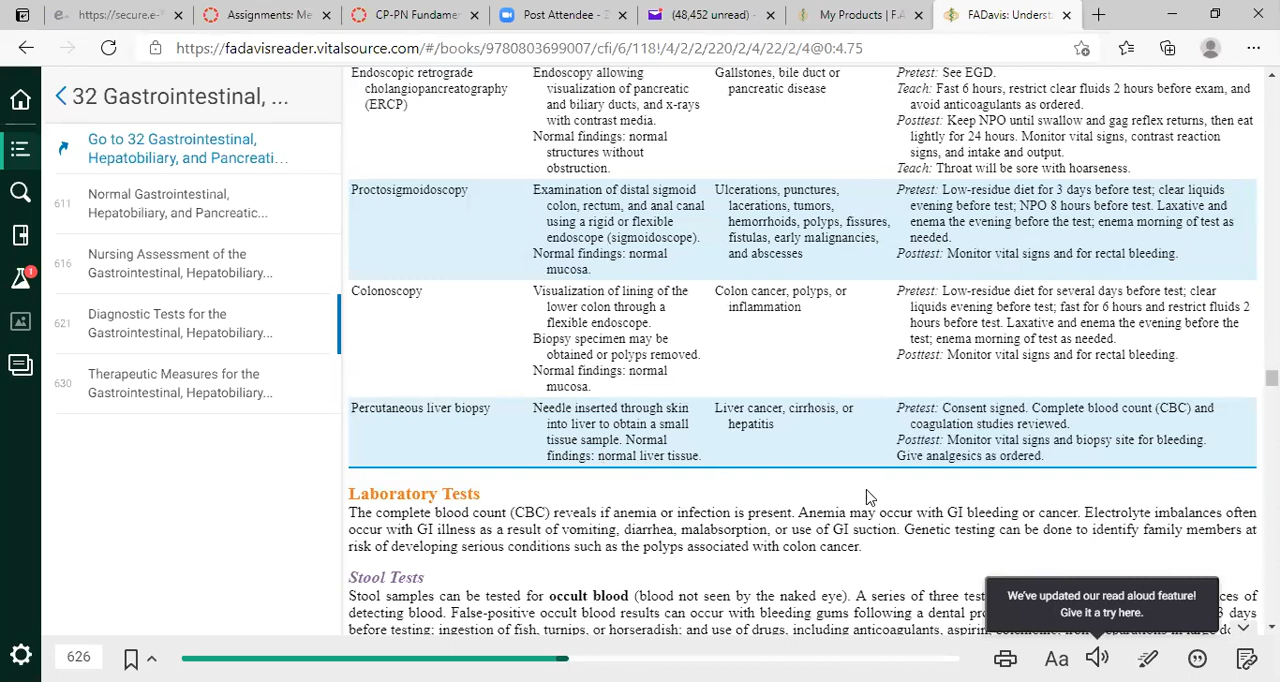 https://secure.e-
Assignments: Me
CP-PN Fundame
Post Attendee - Z
(48,452 unread) -
My Products | F.A
FADavis: Underst
https://fadavisreader.vitalsource.com/#/books/9780803699007/cfi/6/118!/4/2/2/220/2/4/22/2/4@0:4.75
32 Gastrointestinal, ...
Go to 32 Gastrointestinal,
Hepatobiliary, and Pancreati...
611
Normal Gastrointestinal,
Hepatobiliary, and Pancreatic...
616
Nursing Assessment of the
Gastrointestinal, Hepatobiliary...
621
Diagnostic Tests for the
Gastrointestinal, Hepatobiliary...
630
Therapeutic Measures for the
Gastrointestinal, Hepatobiliary...
1
Endoscopic retrograde
cholangiopancreatography
(ERCP)
Endoscopy allowing
visualization of pancreatic
and biliary ducts, and x-rays
with contrast media.
Normal findings: normal
structures without
obstruction.
Gallstones, bile duct or
pancreatic disease
Pretest: See EGD.
Teach: Fast 6 hours, restrict clear fluids 2 hours before exam, and
avoid anticoagulants as ordered.
Posttest: Keep NPO until swallow and gag reflex returns, then eat
lightly for 24 hours. Monitor vital signs, contrast reaction
signs, and intake and output.
Teach: Throat will be sore with hoarseness.
Proctosigmoidoscopy
Examination of distal sigmoid
colon, rectum, and anal canal
using a rigid or flexible
endoscope (sigmoidoscope).
Normal findings: normal
mucosa.
Ulcerations, punctures,
lacerations, tumors,
hemorrhoids, polyps, fissures,
fistulas, early malignancies,
and abscesses
Pretest: Low-residue diet for 3 days before test; clear liquids
evening before test; NPO 8 hours before test. Laxative and
enema the evening before the test; enema morning of test as
needed.
Posttest: Monitor vital signs and for rectal bleeding.
Colonoscopy
Visualization of lining of the
lower colon through a
flexible endoscope.
Biopsy specimen may be
obtained or polyps removed.
Normal findings: normal
mucosa.
Colon cancer, polyps, or
inflammation
Pretest: Low-residue diet for several days before test; clear
liquids evening before test; fast for 6 hours and restrict fluids 2
hours before test. Laxative and enema the evening before the
test; enema morning of test as needed.
Posttest: Monitor vital signs and for rectal bleeding.
Percutaneous liver biopsy
Needle inserted through skin
into liver to obtain a small
tissue sample. Normal
findings: normal liver tissue.
Liver cancer, cirrhosis, or
hepatitis
Pretest: Consent signed. Complete blood count (CBC) and
coagulation studies reviewed.
Posttest: Monitor vital signs and biopsy site for bleeding.
Give analgesics as ordered.
Laboratory Tests
The complete blood count (CBC) reveals if anemia or infection is present. Anemia may occur with GI bleeding or cancer. Electrolyte imbalances often
occur with GI illness as a result of vomiting, diarrhea, malabsorption, or use of GI suction. Genetic testing can be done to identify family members at
risk of developing serious conditions such as the polyps associated with colon cancer.
Stool Tests
Stool samples can be tested for occult blood (blood not seen by the naked eye). A series of three tes ces of
detecting blood. False-positive occult blood results can occur with bleeding gums following a dental pro 3 days
before testing; ingestion of fish, turnips, or horseradish; and use of drugs, including anticoagulants, aspirin,
We've updated our read aloud feature!
Give it a try here.
626
Aa